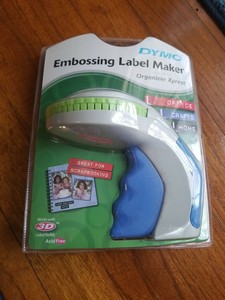 DYMO
Embossing Label Maker
Organizer Xpress
OFFICE
CRAFTS
HOME
GREAT FOR
SCRAPBOOKING
3D
Acid Free